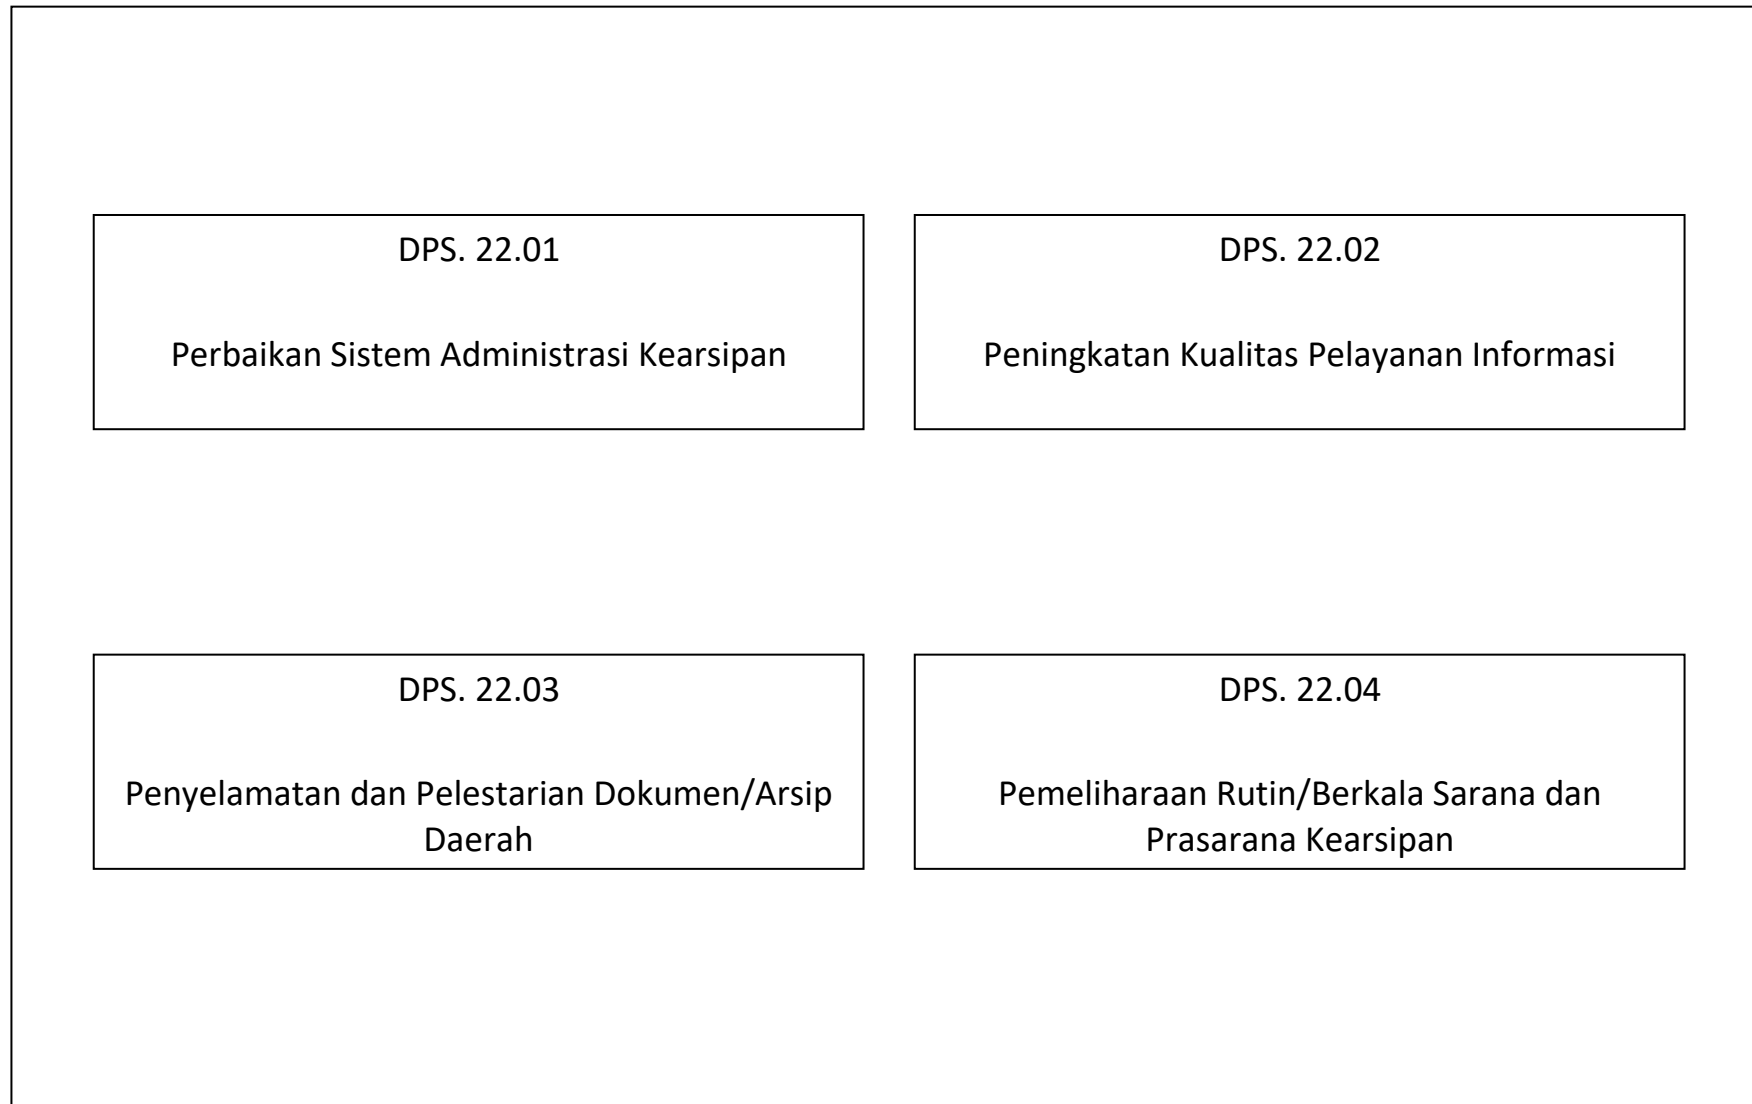 DPS. 22.01
Perbaikan Sistem Administrasi Kearsipan
DPS. 22.02
Peningkatan Kualitas Pelayanan Informasi
DPS. 22.03
Penyelamatan dan Pelestarian Dokumen/Arsip
Daerah
DPS. 22.04
Pemeliharaan Rutin/Berkala Sarana dan
Prasarana Kearsipan